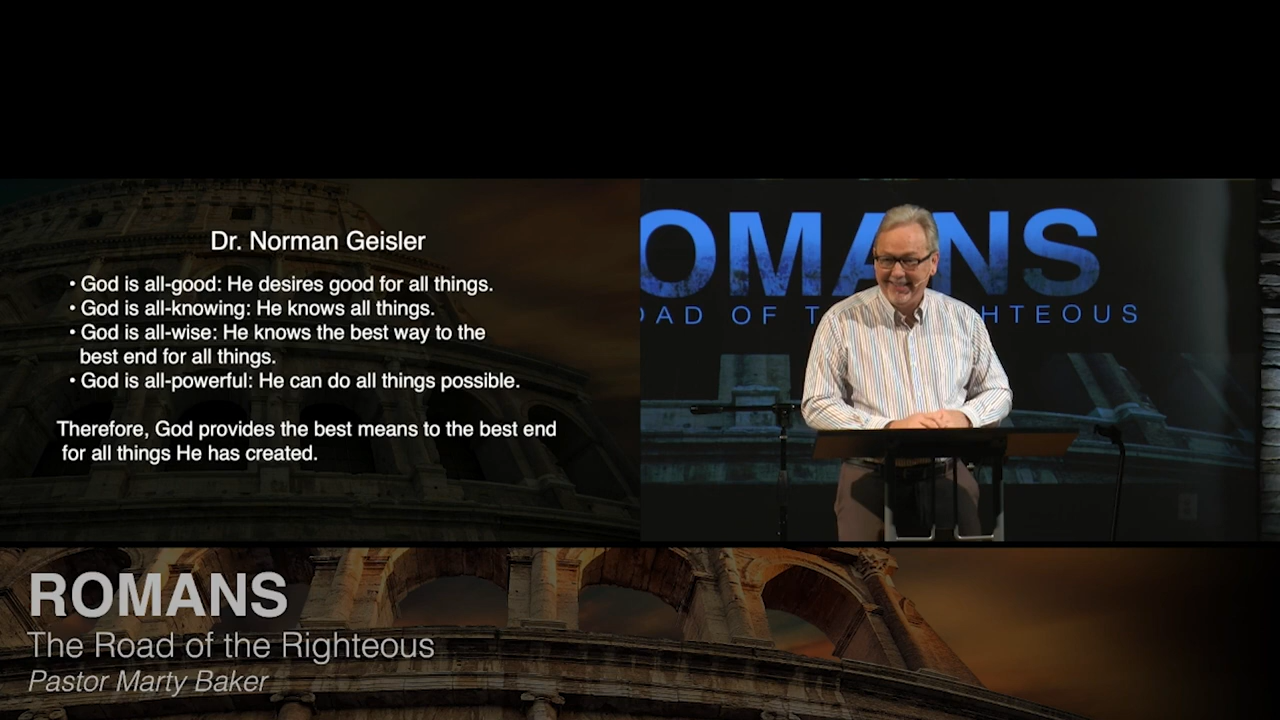 Dr. Norman Geisler
• God is all-good: He desires good for all things.
• God is all-knowing: He knows all things.
• God is all-wise: He knows the best way to the
best end for all things.
• God is all-powerful: He can do all things possible.
Therefore, God provides the best means to the best end
for all things He has created.
OMANS
OAD OF T GHTEOUS
ROMANS
The Road of the Righteous
Pastor Marty Baker